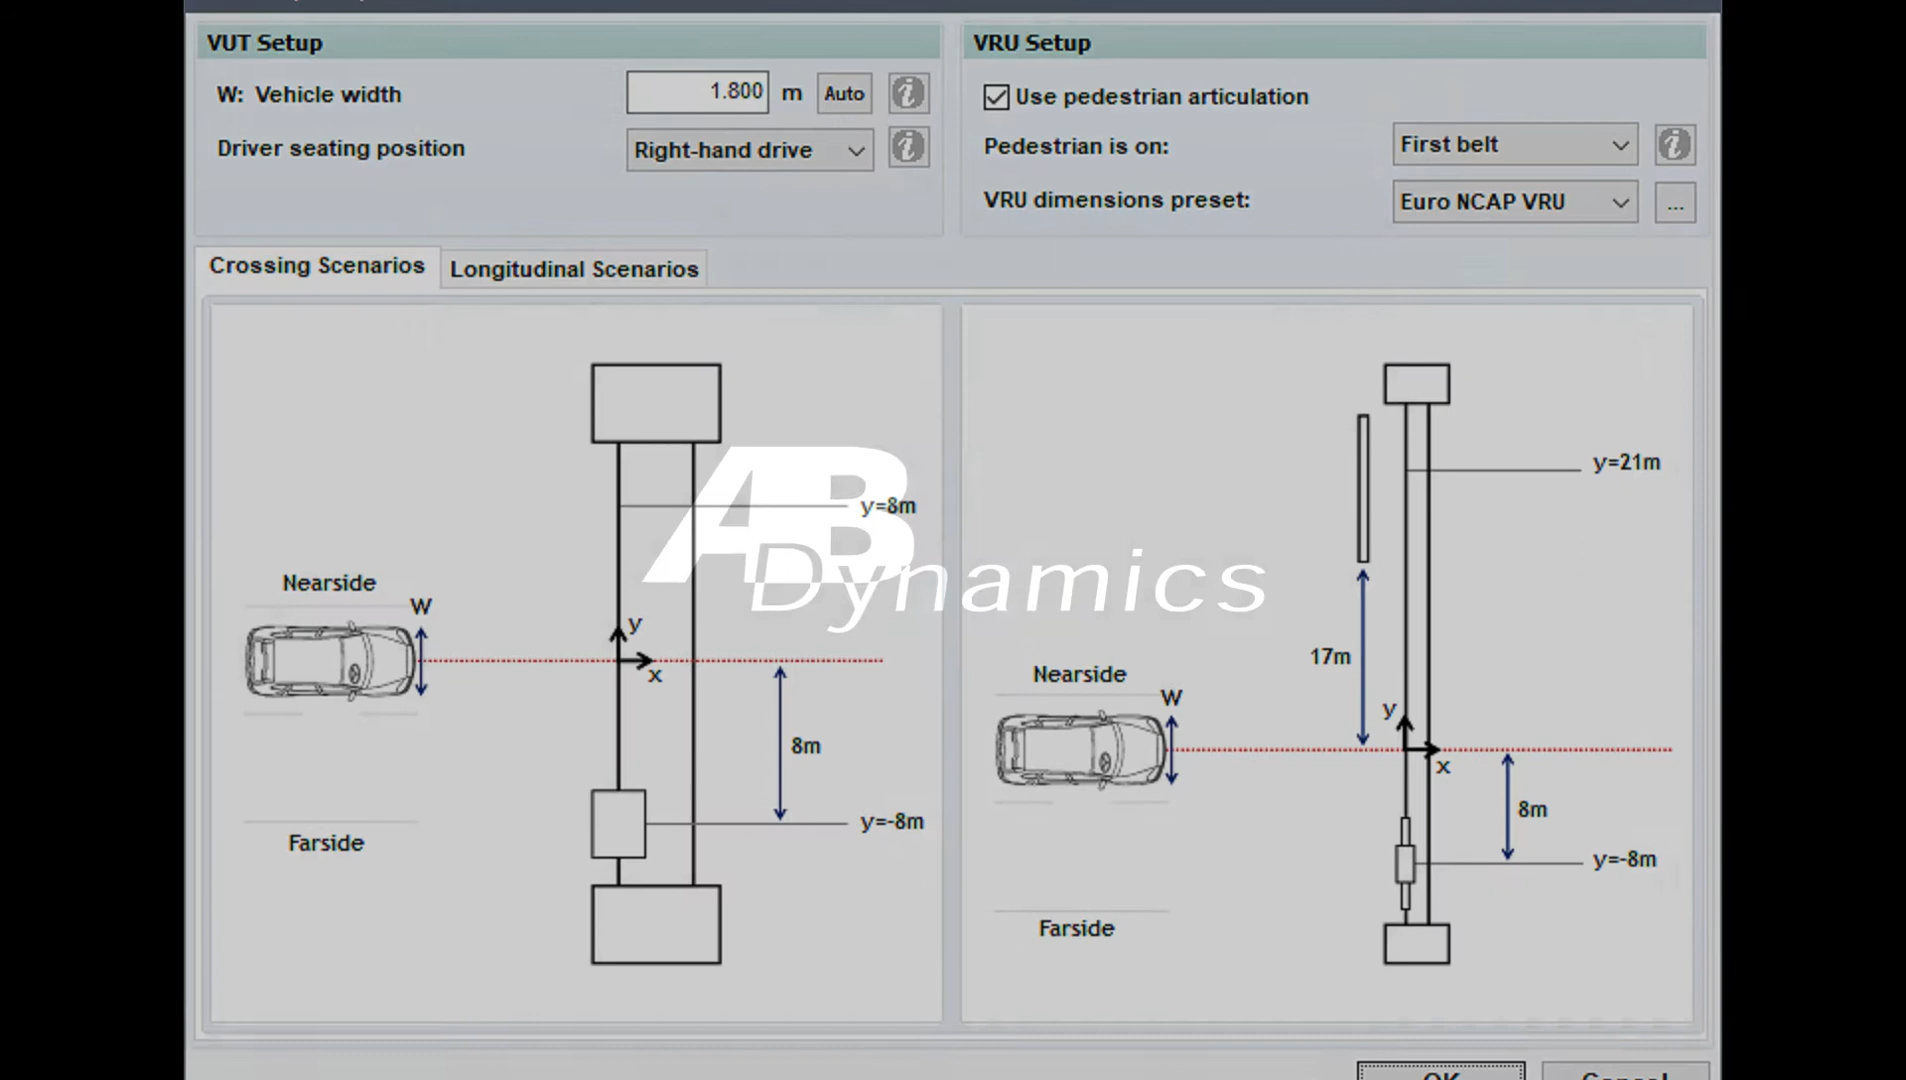 VUT Setup
W: Vehicle width
1.800
m
Auto
Driver seating position
Right-hand drive
VRU Setup
Use pedestrian articulation
Pedestrian is on:
First belt
VRU dimensions preset:
Euro NCAP VRU
...
Crossing Scenarios
Longitudinal Scenarios
y=8m
Nearside
W
y
x
8m
y=-8m
Farside
AB
Dynamics
y=21m
17m
Nearside
W
y
x
8m
y=-8m
Farside
OK
Cancel